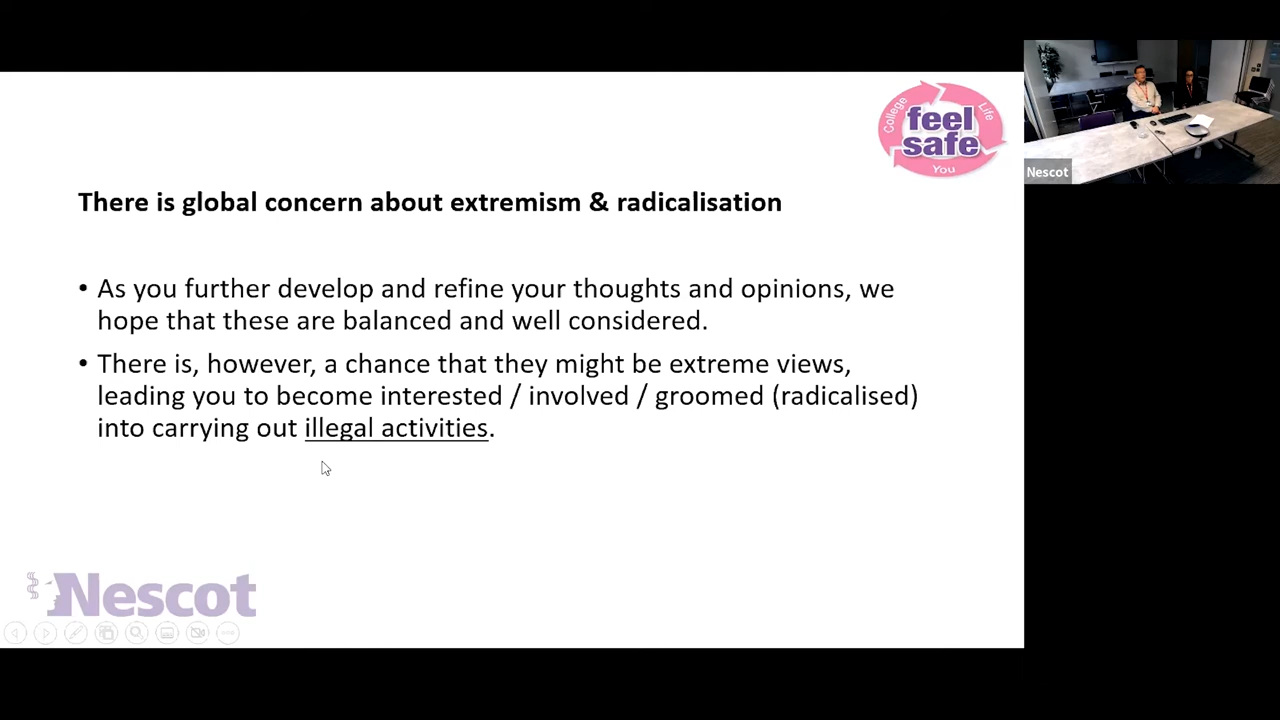 College
Life
feel
safe
You
Nescot
There is global concern about extremism & radicalisation
• As you further develop and refine your thoughts and opinions, we
hope that these are balanced and well considered.
• There is, however, a chance that they might be extreme views,
leading you to become interested / involved / groomed (radicalised)
into carrying out illegal activities.
Nescot